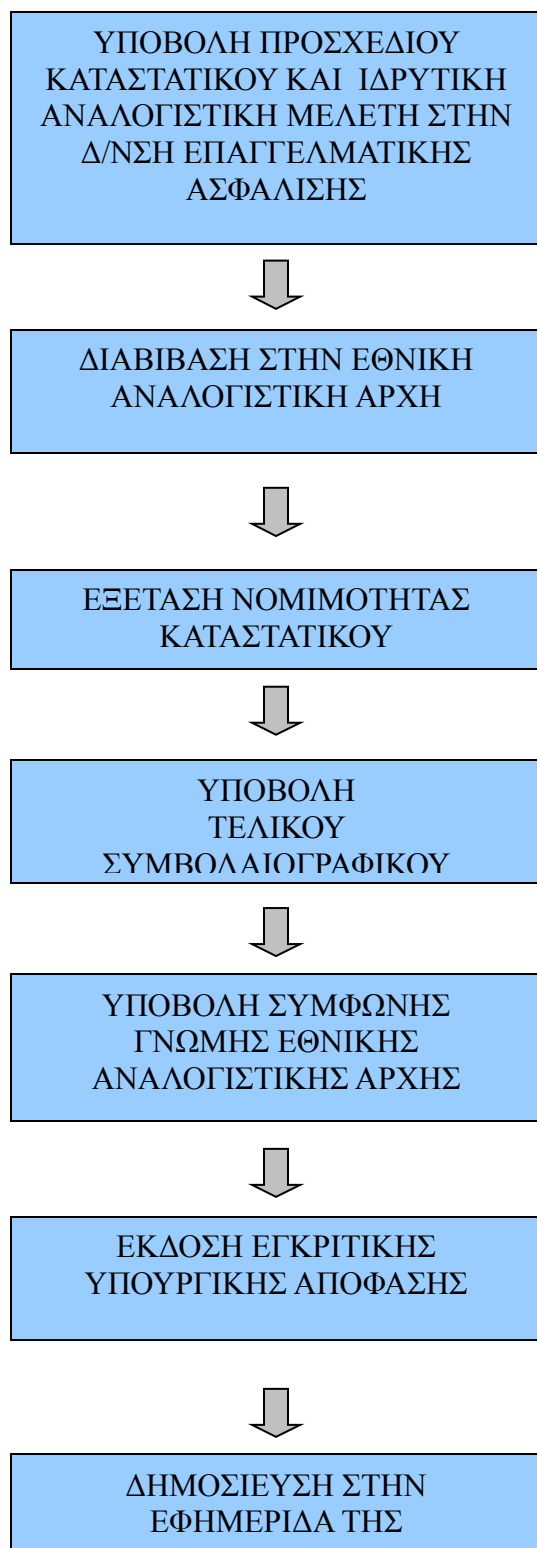 ΥΠΟΒΟΛΗ ΠΡΟΣΧΕΔΙΟΥ
ΚΑΤΑΣΤΑΤΙΚΟΥ ΚΑΙ ΙΔΡΥΤΙΚΗ
ΑΝΑΛΟΓΙΣΤΙΚΗ ΜΕΛΕΤΗ ΣΤΗΝ
Δ/ΝΣΗ ΕΠΑΓΓΕΛΜΑΤΙΚΗΣ
ΑΣΦΑΛΙΣΗΣ
ΔΙΑΒΙΒΑΣΗ ΣΤΗΝ ΕΘΝΙΚΗ
ΑΝΑΛΟΓΙΣΤΙΚΗ ΑΡΧΗ
ΕΞΕΤΑΣΗ ΝΟΜΙΜΟΤΗΤΑΣ
ΚΑΤΑΣΤΑΤΙΚΟΥ
ΥΠΟΒΟΛΗ
ΤΕΛΙΚΟΥ
ΣΥΜΒΟΛΑΙΟΓΡΑΦΙΚΟΥ
ΥΠΟΒΟΛΗ ΣΥΜΦΩΝΗΣ
ΓΝΩΜΗΣ ΕΘΝΙΚΗΣ
ΑΝΑΛΟΓΙΣΤΙΚΗΣ ΑΡΧΗΣ
ΕΚΔΟΣΗ ΕΓΚΡΙΤΙΚΗΣ
ΥΠΟΥΡΓΙΚΗΣ ΑΠΟΦΑΣΗΣ
ΔΗΜΟΣΙΕΥΣΗ ΣΤΗΝ
ΕΦΗΜΕΡΙΔΑ ΤΗΣ